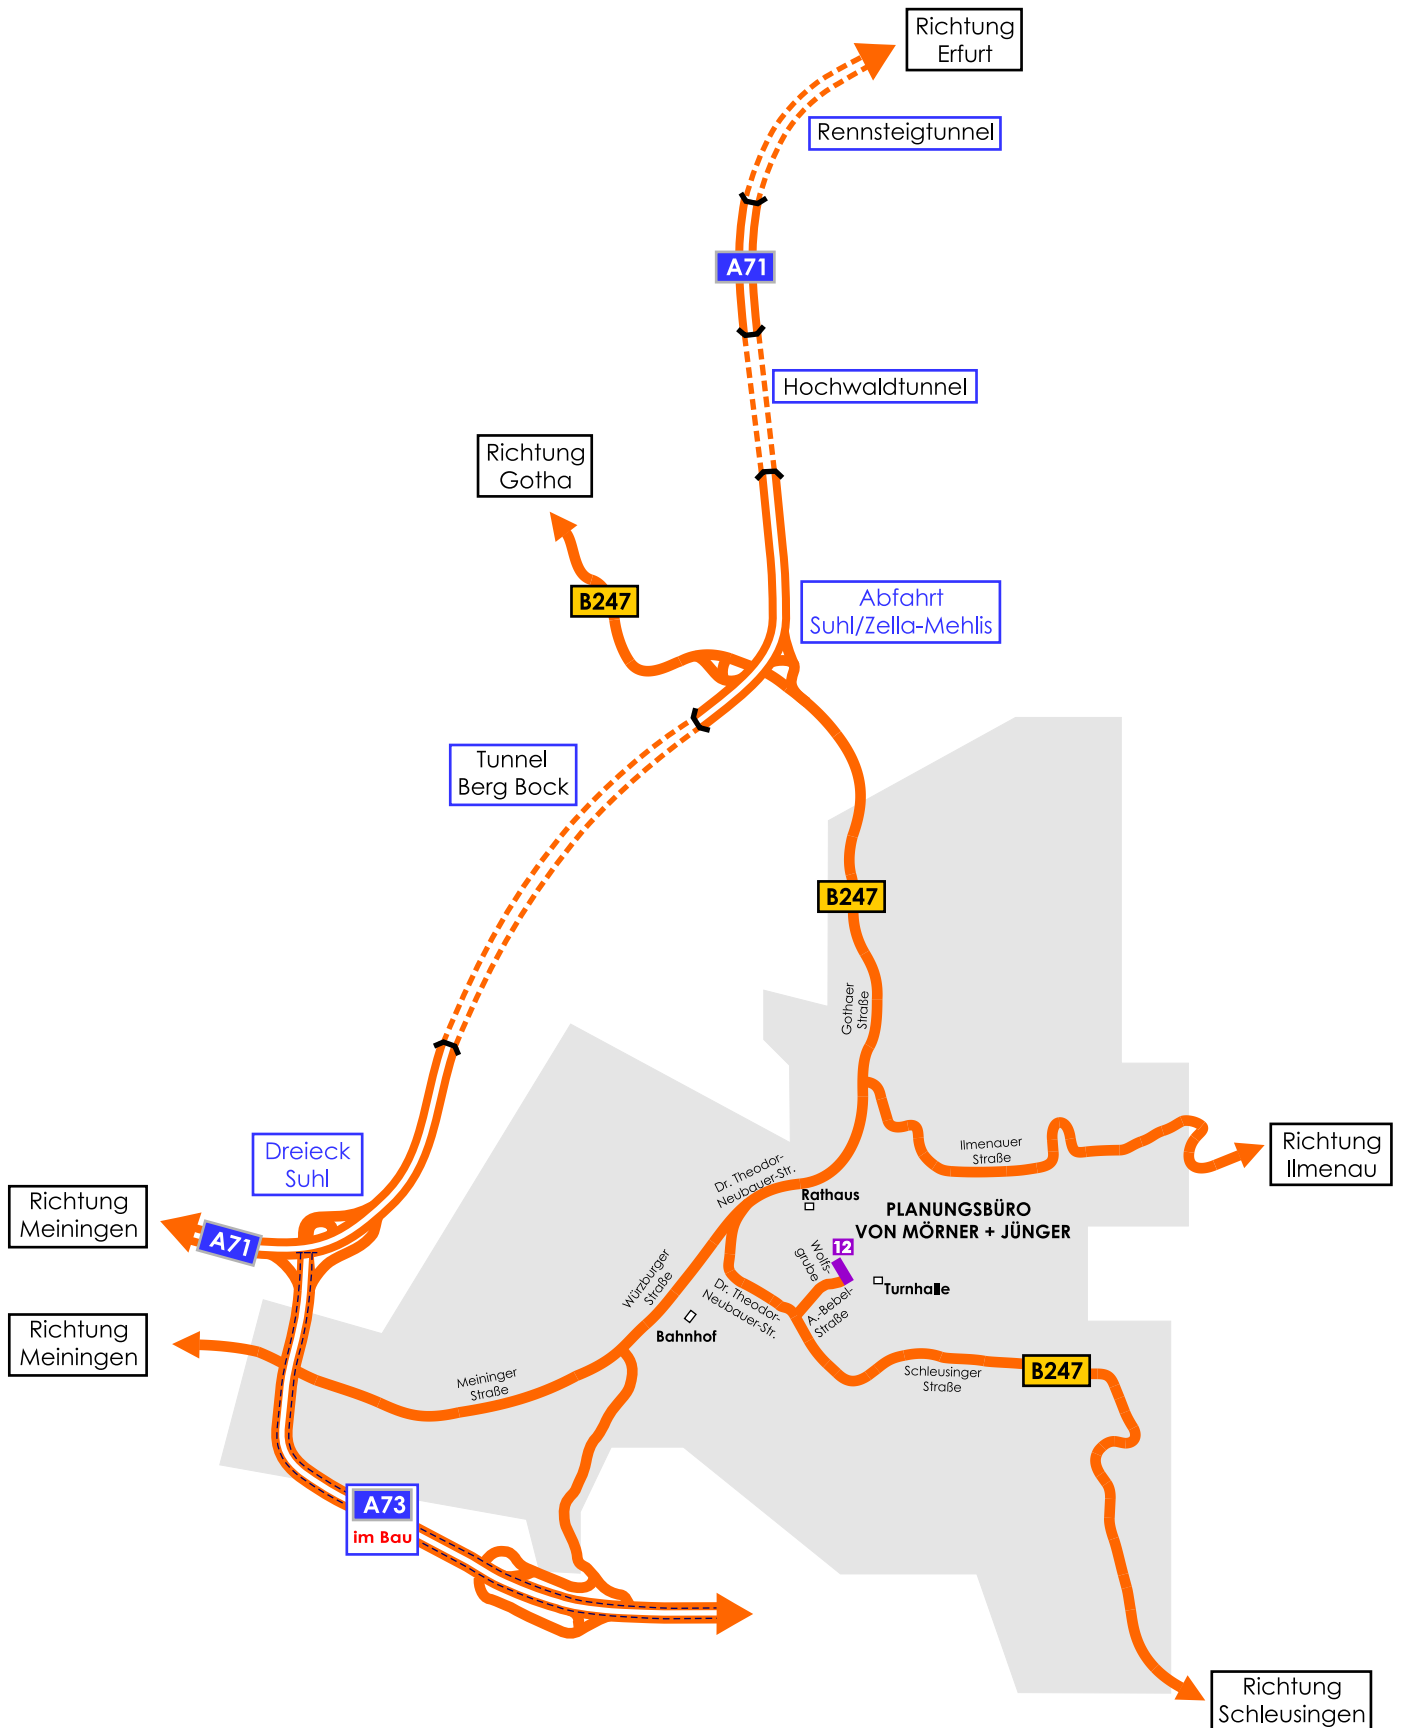 Richtung
Erfurt
Rennsteigtunnel
A71
Hochwaldtunnel
Richtung
Gotha
B247
Abfahrt
Suhl/Zella-Mehlis
Tunnel
Berg Bock
B247
Gothaer
Straße
Dreieck
Suhl
Ilmenauer
Straße
Richtung
Ilmenau
Dr. Theodor-
Neubauer-Str.
Rathaus
Richtung
Meiningen
A71
PLANUNGSBÜRO
VON MÖRNER + JÜNGER
12
Wolfs-
grube
Würzburger
Straße
Turnhalle
Dr. Theodor-
Neubauer-Str.
A.-Bebel-
Straße
Bahnhof
Richtung
Meiningen
Meininger
Straße
Schleusinger
Straße
B247
A73
im Bau
Richtung
Schleusingen